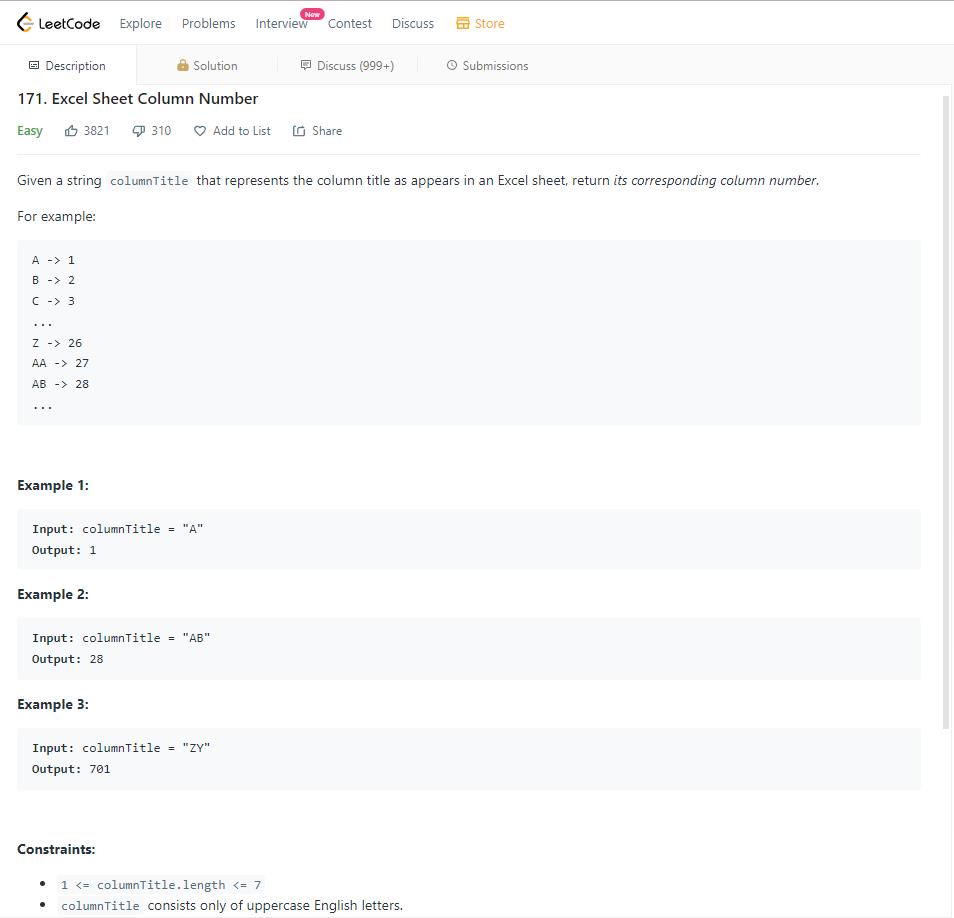 LeetCode Explore Problems Interview New Contest Discuss Store
Description Solution Discuss (999+) Submissions
171. Excel Sheet Column Number
Easy 3821 310 Add to List Share
Given a string columnTitle that represents the column title as appears in an Excel sheet, return its corresponding column number.
For example:
A -> 1
B -> 2
C -> 3
...
Z -> 26
AA -> 27
AB -> 28
...
Example 1:
Input: columnTitle = "A"
Output: 1
Example 2:
Input: columnTitle = "AB"
Output: 28
Example 3:
Input: columnTitle = "ZY"
Output: 701
Constraints:
• 1 <= columnTitle.length <= 7
• columnTitle consists only of uppercase English letters.